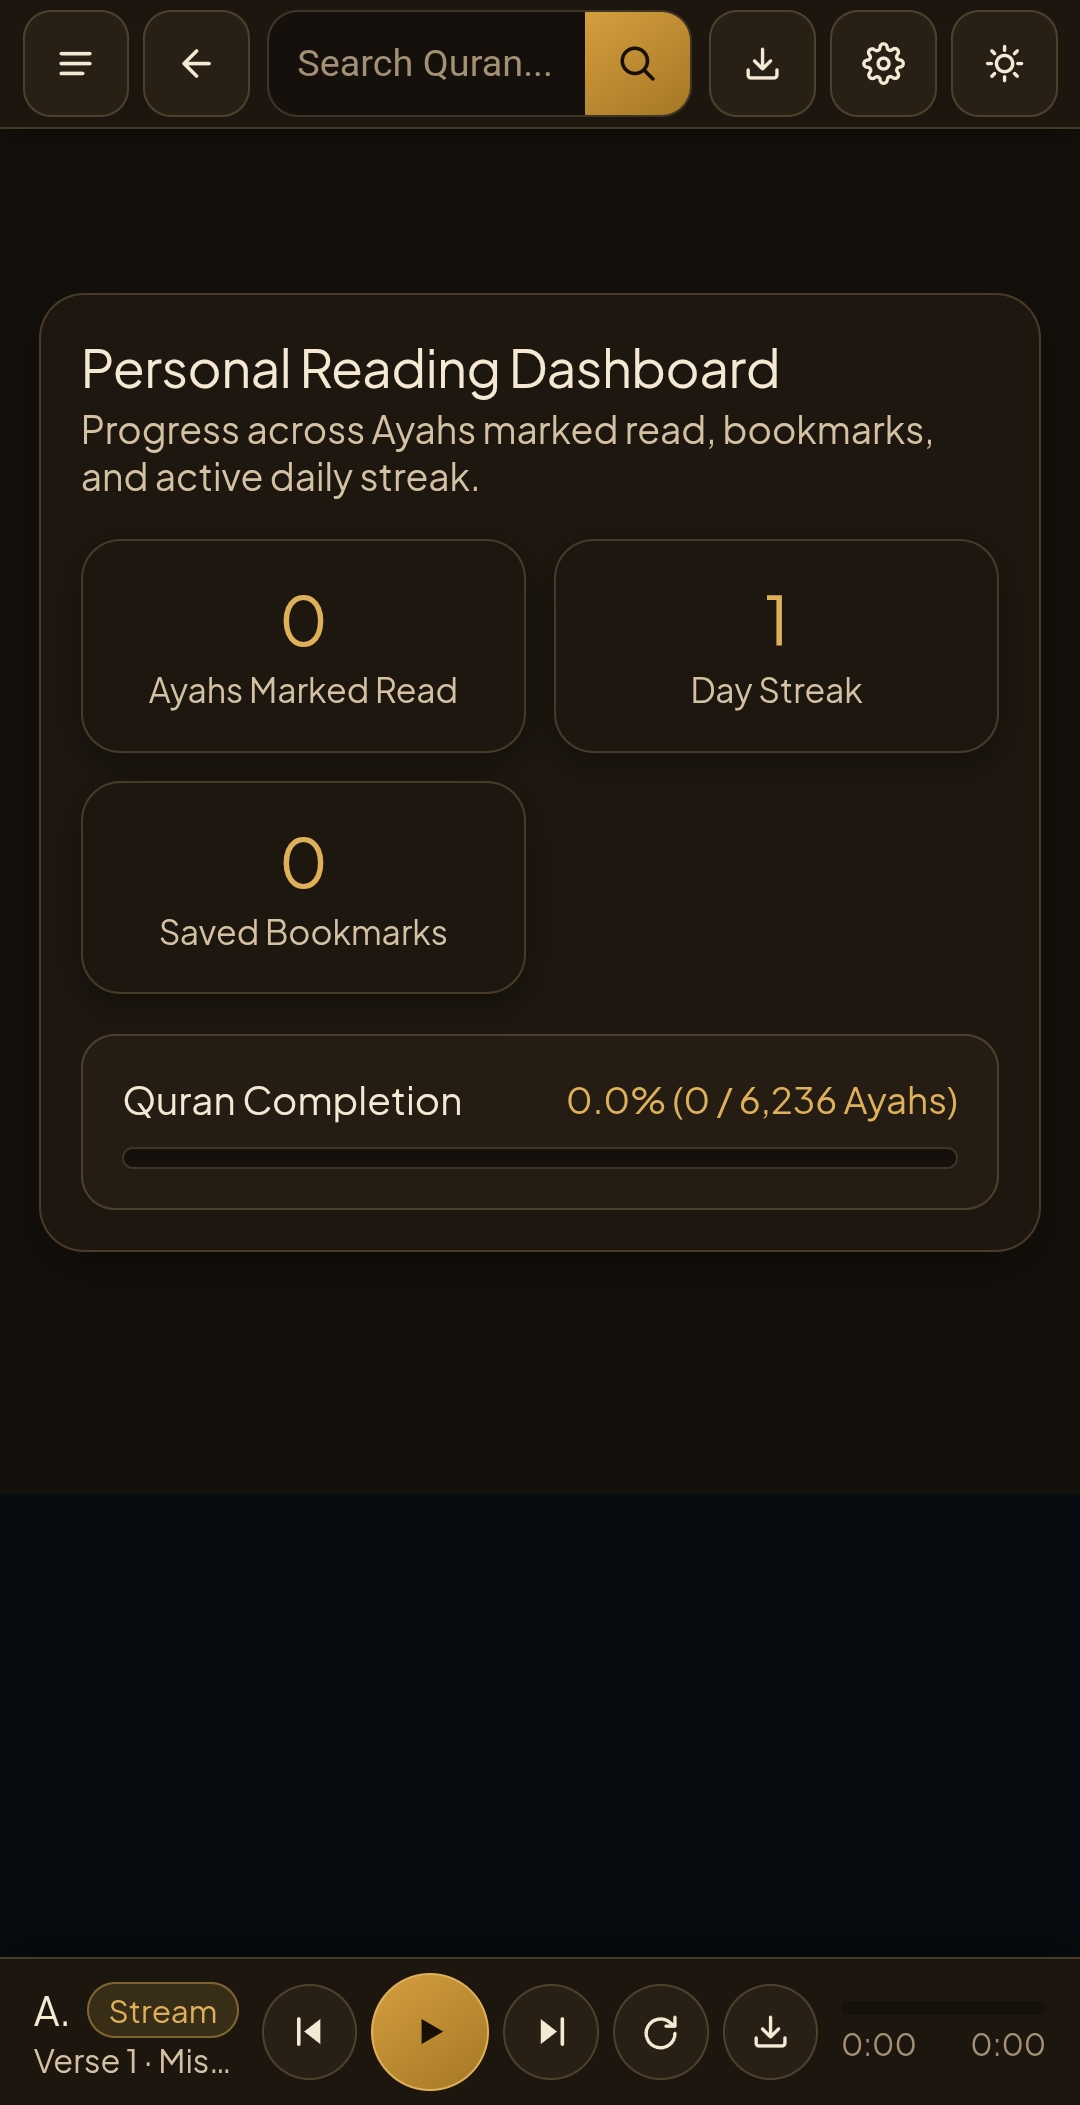 Search Quran...
Personal Reading Dashboard
Progress across Ayahs marked read, bookmarks,
and active daily streak.
0
Ayahs Marked Read
1
Day Streak
0
Saved Bookmarks
Quran Completion
0.0% (0 / 6,236 Ayahs)
A.
Stream
Verse 1 · Mis...
0:00
0:00